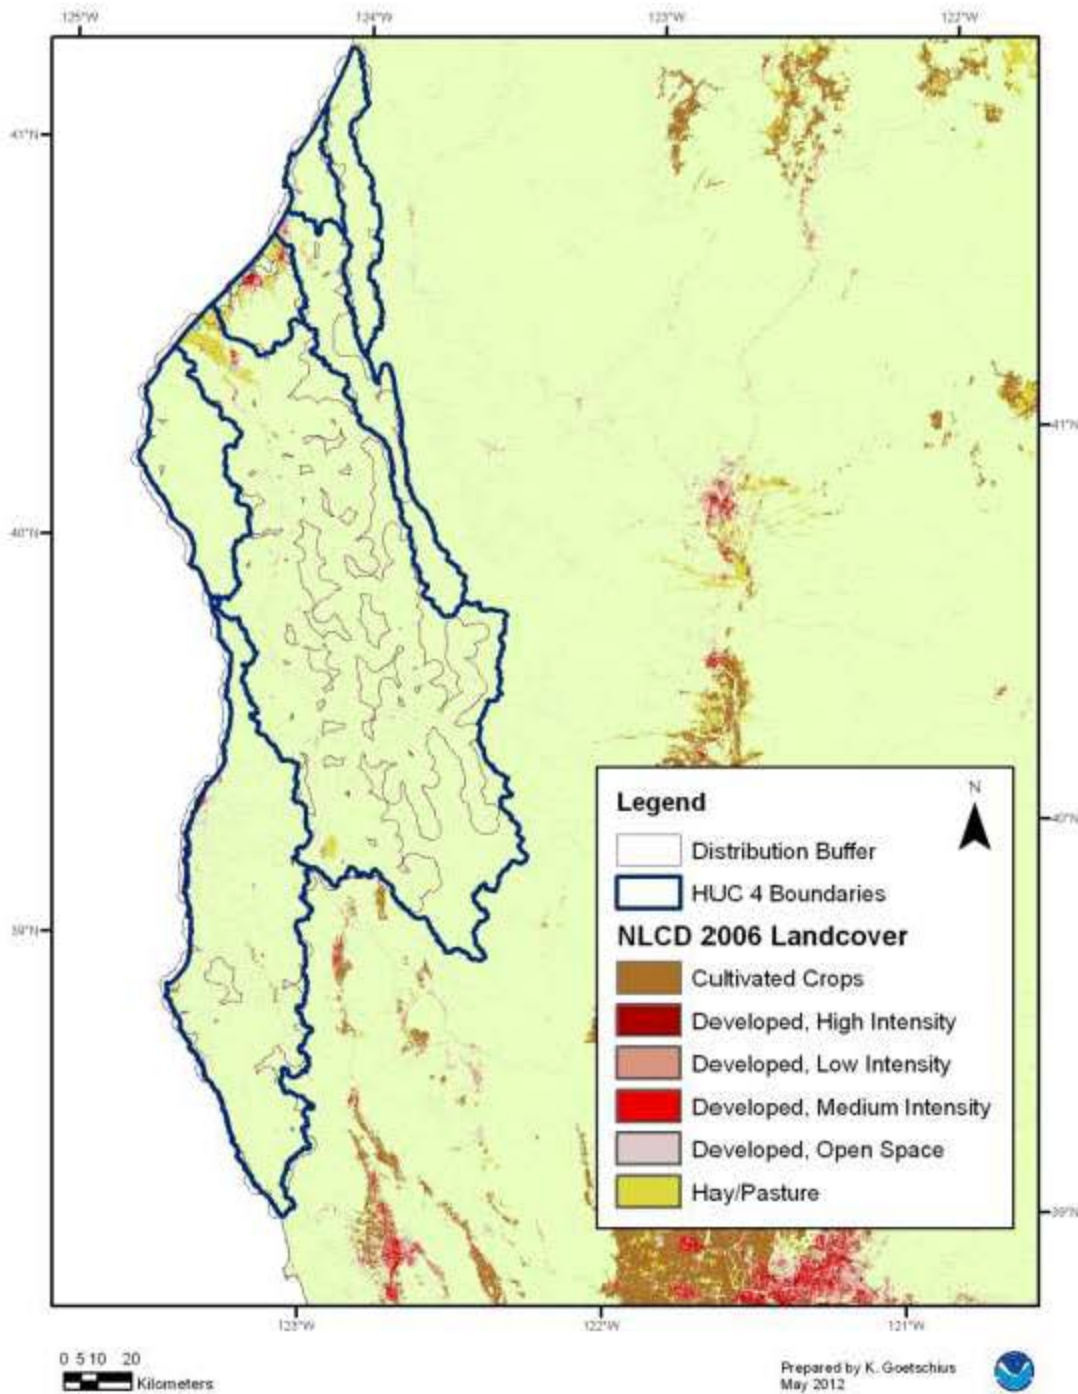 125°W 124°W 123°W 122°W
41°N
41°N
40°N
40°N
39°N
39°N
Legend
N
Distribution Buffer
HUC 4 Boundaries
NLCD 2006 Landcover
Cultivated Crops
Developed, High Intensity
Developed, Low Intensity
Developed, Medium Intensity
Developed, Open Space
Hay/Pasture
123°W 122°W 121°W
0 5 10 20
Kilometers
Prepared by K. Goetschius
May 2012